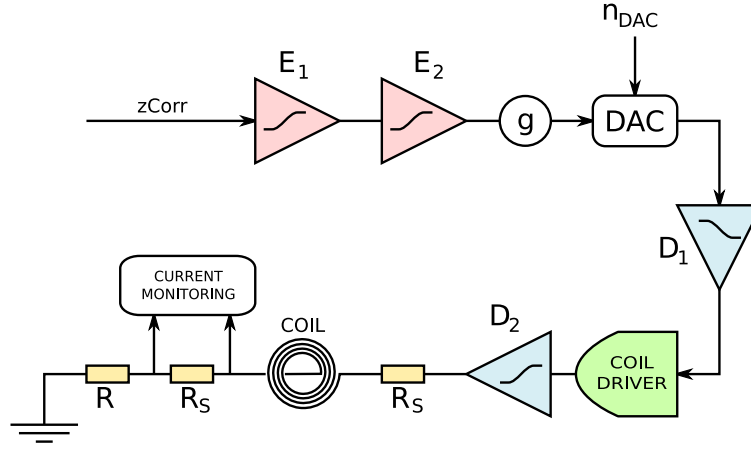 n_DAC
E_1
E_2
zCorr
g
DAC
D_1
CURRENT
MONITORING
COIL
D_2
COIL
DRIVER
R
R_S
R_S